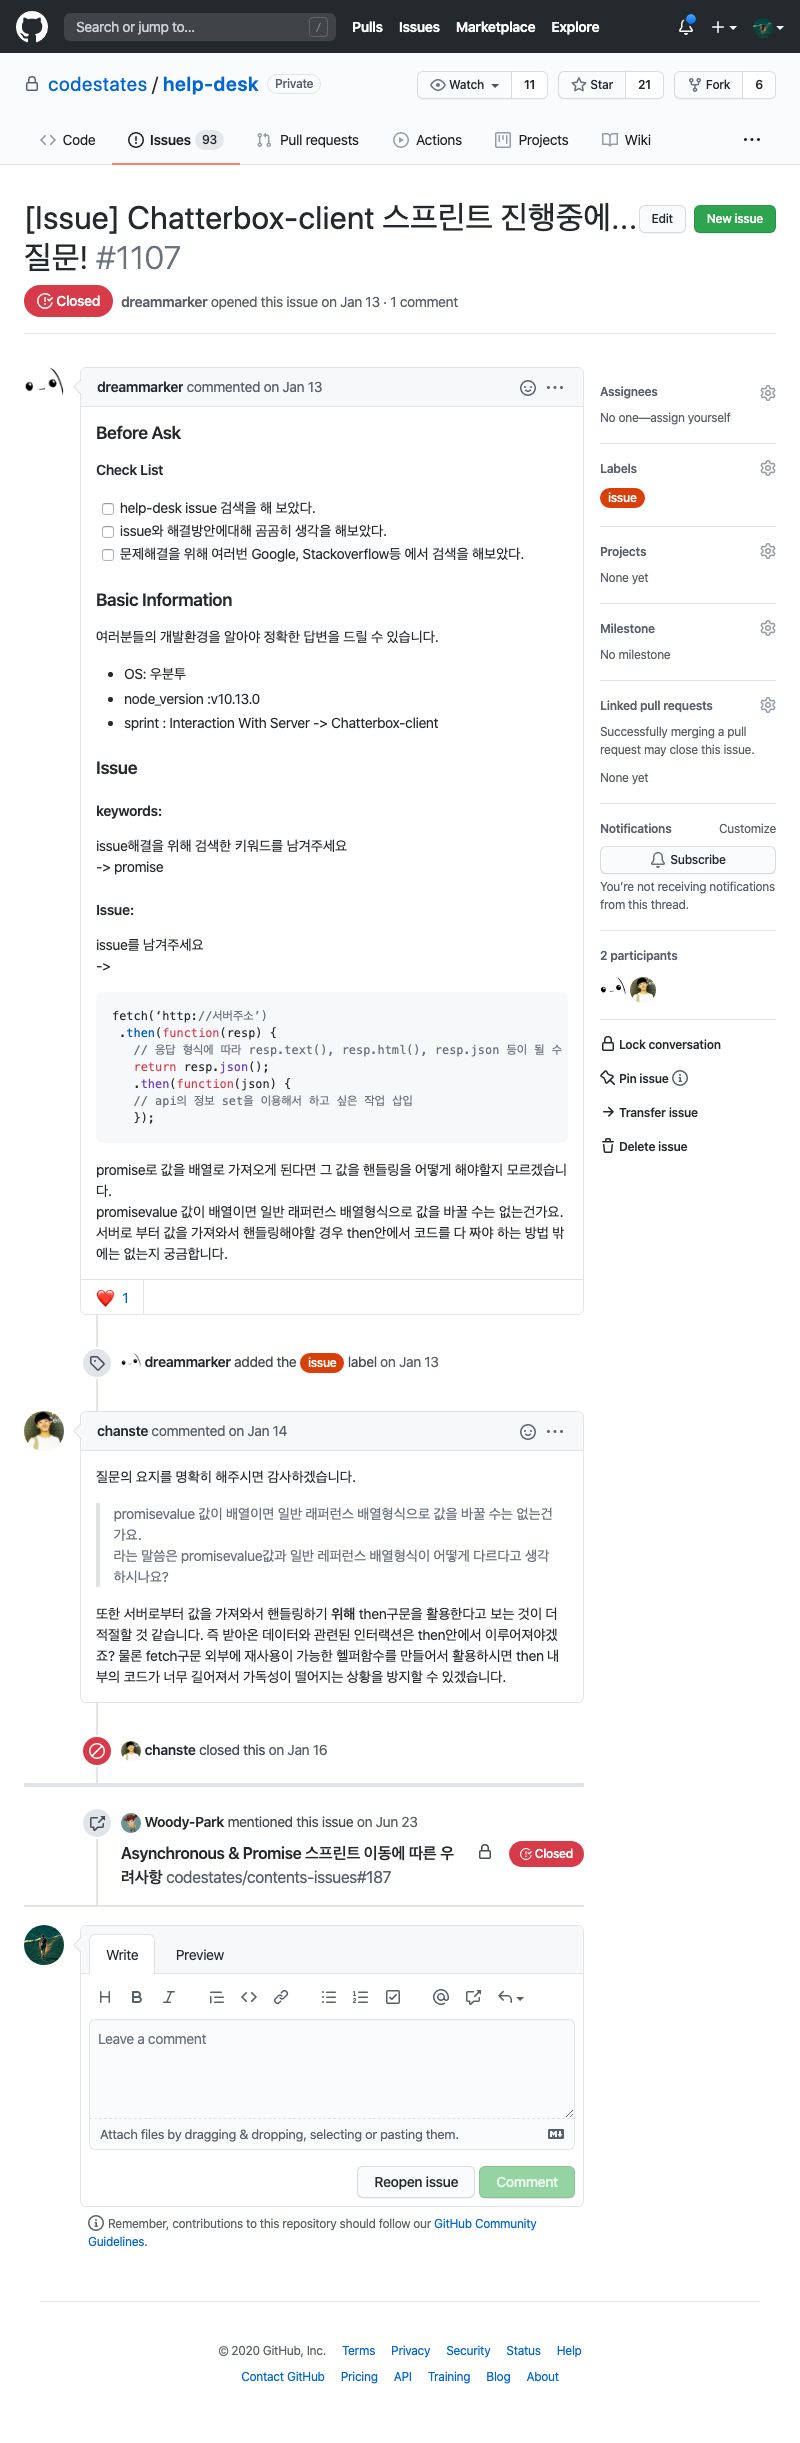 Search or jump to...
/
Pulls Issues Marketplace Explore
codestates / help-desk Private
Watch 11 Star 21 Fork 6
Code Issues 93 Pull requests Actions Projects Wiki ...
[Issue] Chatterbox-client 스프린트 진행중에...
질문! #1107
Edit New issue
Closed dreammarker opened this issue on Jan 13 · 1 comment
dreammarker commented on Jan 13
Before Ask
Check List
help-desk issue 검색을 해 보았다.
issue와 해결방안에대해 곰곰히 생각을 해보았다.
문제해결을 위해 여러번 Google, Stackoverflow등 에서 검색을 해보았다.
Basic Information
여러분들의 개발환경을 알아야 정확한 답변을 드릴 수 있습니다.
• OS: 우분투
• node_version :v10.13.0
• sprint : Interaction With Server -> Chatterbox-client
Issue
keywords:
issue해결을 위해 검색한 키워드를 남겨주세요
-> promise
Issue:
issue를 남겨주세요
->
fetch(‘http://서버주소’)
.then(function(resp) {
// 응답 형식에 따라 resp.text(), resp.html(), resp.json 등이 될 수
return resp.json();
.then(function(json) {
// api의 정보 set을 이용해서 하고 싶은 작업 삽입
});
promise로 값을 배열로 가져오게 된다면 그 값을 핸들링을 어떻게 해야할지 모르겠습니
다.
promisevalue 값이 배열이면 일반 래퍼런스 배열형식으로 값을 바꿀 수는 없는건가요.
서버로 부터 값을 가져와서 핸들링해야할 경우 then안에서 코드를 다 짜야 하는 방법 밖
에는 없는지 궁금합니다.
❤️ 1
dreammarker added the issue label on Jan 13
chanste commented on Jan 14
질문의 요지를 명확히 해주시면 감사하겠습니다.
promisevalue 값이 배열이면 일반 래퍼런스 배열형식으로 값을 바꿀 수는 없는건
가요.
라는 말씀은 promisevalue값과 일반 레퍼런스 배열형식이 어떻게 다르다고 생각
하시나요?
또한 서버로부터 값을 가져와서 핸들링하기 위해 then구문을 활용한다고 보는 것이 더
적절할 것 같습니다. 즉 받아온 데이터와 관련된 인터랙션은 then안에서 이루어져야겠
죠? 물론 fetch구문 외부에 재사용이 가능한 헬퍼함수를 만들어서 활용하시면 then 내
부의 코드가 너무 길어져서 가독성이 떨어지는 상황을 방지할 수 있겠습니다.
chanste closed this on Jan 16
Woody-Park mentioned this issue on Jun 23
Asynchronous & Promise 스프린트 이동에 따른 우
려사항 codestates/contents-issues#187
Closed
Write Preview
Leave a comment
Attach files by dragging & dropping, selecting or pasting them.
Reopen issue Comment
Remember, contributions to this repository should follow our GitHub Community
Guidelines.
Assignees
No one—assign yourself
Labels
issue
Projects
None yet
Milestone
No milestone
Linked pull requests
Successfully merging a pull
request may close this issue.
None yet
Notifications Customize
Subscribe
You’re not receiving notifications
from this thread.
2 participants
Lock conversation
Pin issue
Transfer issue
Delete issue
© 2020 GitHub, Inc. Terms Privacy Security Status Help
Contact GitHub Pricing API Training Blog About